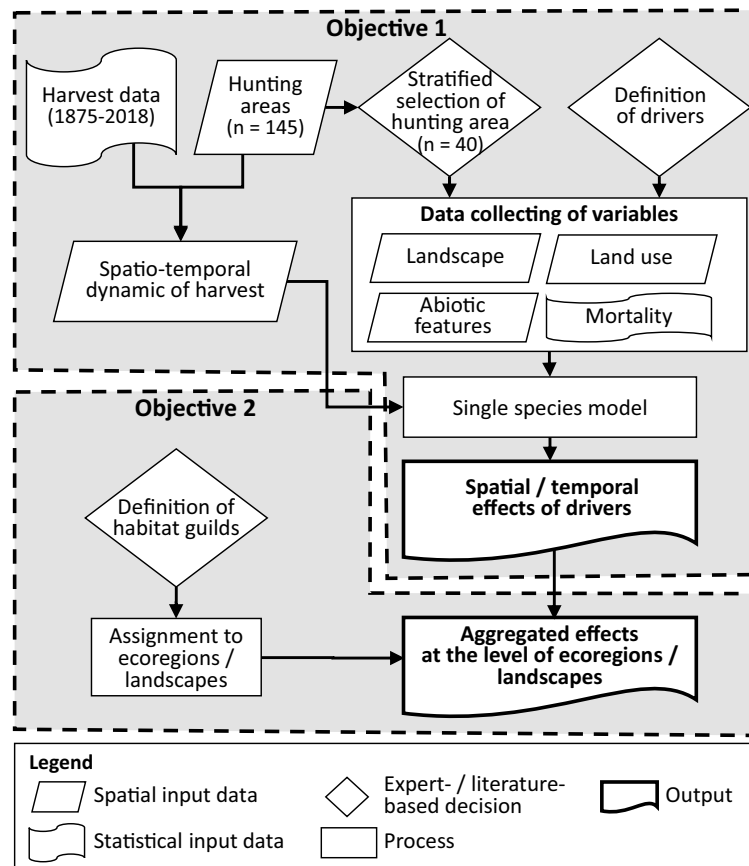 Objective 1
Harvest data
(1875-2018)
Hunting
areas
(n = 145)
Stratified
selection of
hunting area
(n = 40)
Definition
of drivers
Data collecting of variables
Landscape
Land use
Abiotic
features
Mortality
Spatio-temporal
dynamic of harvest
Single species model
Spatial / temporal
effects of drivers
Objective 2
Definition of
habitat guilds
Assignment to
ecoregions /
landscapes
Aggregated effects
at the level of ecoregions /
landscapes
Legend
Spatial input data
Expert- / literature-
based decision
Output
Statistical input data
Process